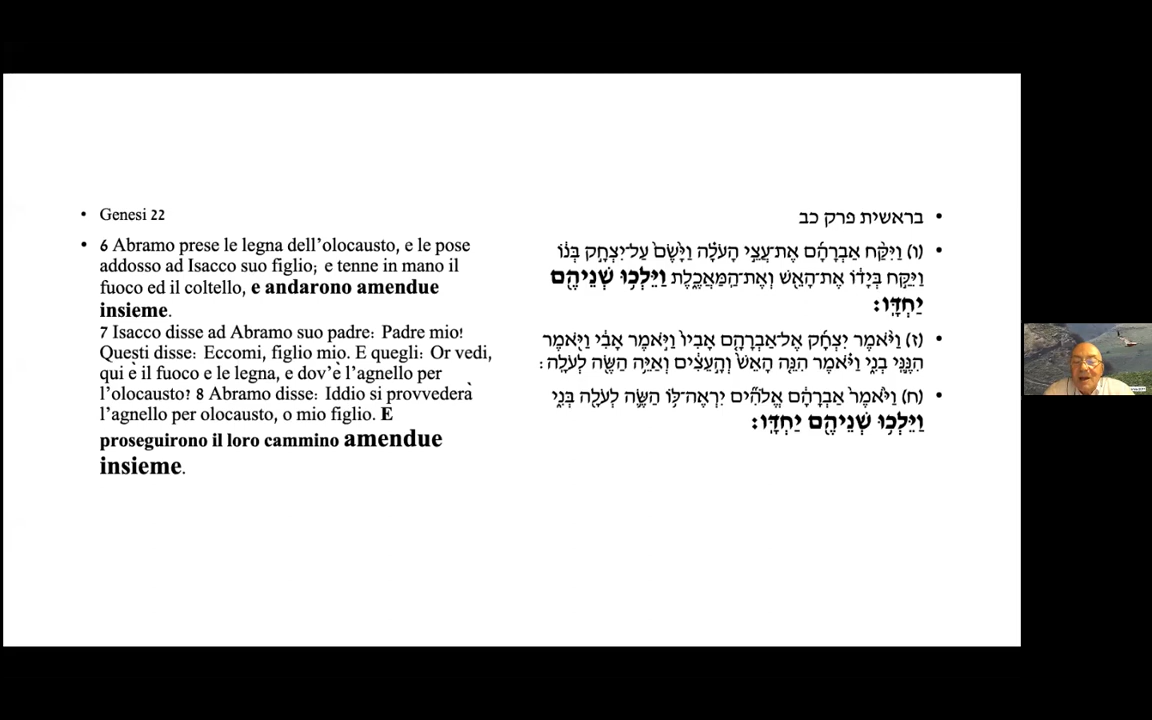 Genesi 22
6 Abramo prese le legna dell’olocausto, e le pose
addosso ad Isacco suo figlio; e tenne in mano il
fuoco ed il coltello, e andarono amendue
insieme.
7 Isacco disse ad Abramo suo padre: Padre mio!
Questi disse: Eccomi, figlio mio. E quegli: Or vedi,
qui è il fuoco e le legna, e dov’è l’agnello per
l’olocausto? 8 Abramo disse: Iddio si provvederà
l’agnello per olocausto, o mio figlio. E
proseguirono il loro cammino amendue
insieme.
בראשית פרק כב
(ו) וַיִּקַּ֨ח אַבְרָהָ֜ם אֶת־עֲצֵ֣י הָעֹלָ֗ה וַיָּ֙שֶׂם֙ עַל־יִצְחָ֣ק בְּנ֔וֹ
וַיִּקַּ֣ח בְּיָד֔וֹ אֶת־הָאֵ֖שׁ וְאֶת־הַֽמַּאֲכֶ֑לֶת וַיֵּלְכ֥וּ שְׁנֵיהֶ֖ם
יַחְדָּֽו׃
(ז) וַיֹּ֨אמֶר יִצְחָ֜ק אֶל־אַבְרָהָ֤ם אָבִיו֙ וַיֹּ֣אמֶר אָבִ֔י וַיֹּ֖אמֶר
הִנֶּ֣נִּֽי בְנִ֑י וַיֹּ֗אמֶר הִנֵּ֤ה הָאֵשׁ֙ וְהָ֣עֵצִ֔ים וְאַיֵּ֥ה הַשֶּׂ֖ה לְעֹלָֽה׃
(ח) וַיֹּ֙אמֶר֙ אַבְרָהָ֔ם אֱלֹהִ֞ים יִרְאֶה־לּ֥וֹ הַשֶּׂ֛ה לְעֹלָ֖ה בְּנִ֑י
וַיֵּלְכ֥וּ שְׁנֵיהֶ֖ם יַחְדָּֽו׃